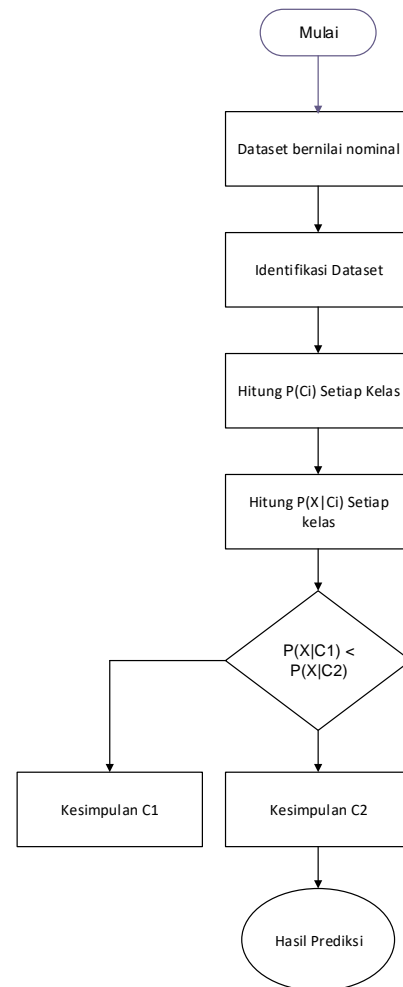 Mulai
Dataset bernilai nominal
Identifikasi Dataset
Hitung P(Ci) Setiap Kelas
Hitung P(X|Ci) Setiap
kelas
P(X|C1) <
P(X|C2)
Kesimpulan C1
Kesimpulan C2
Hasil Prediksi